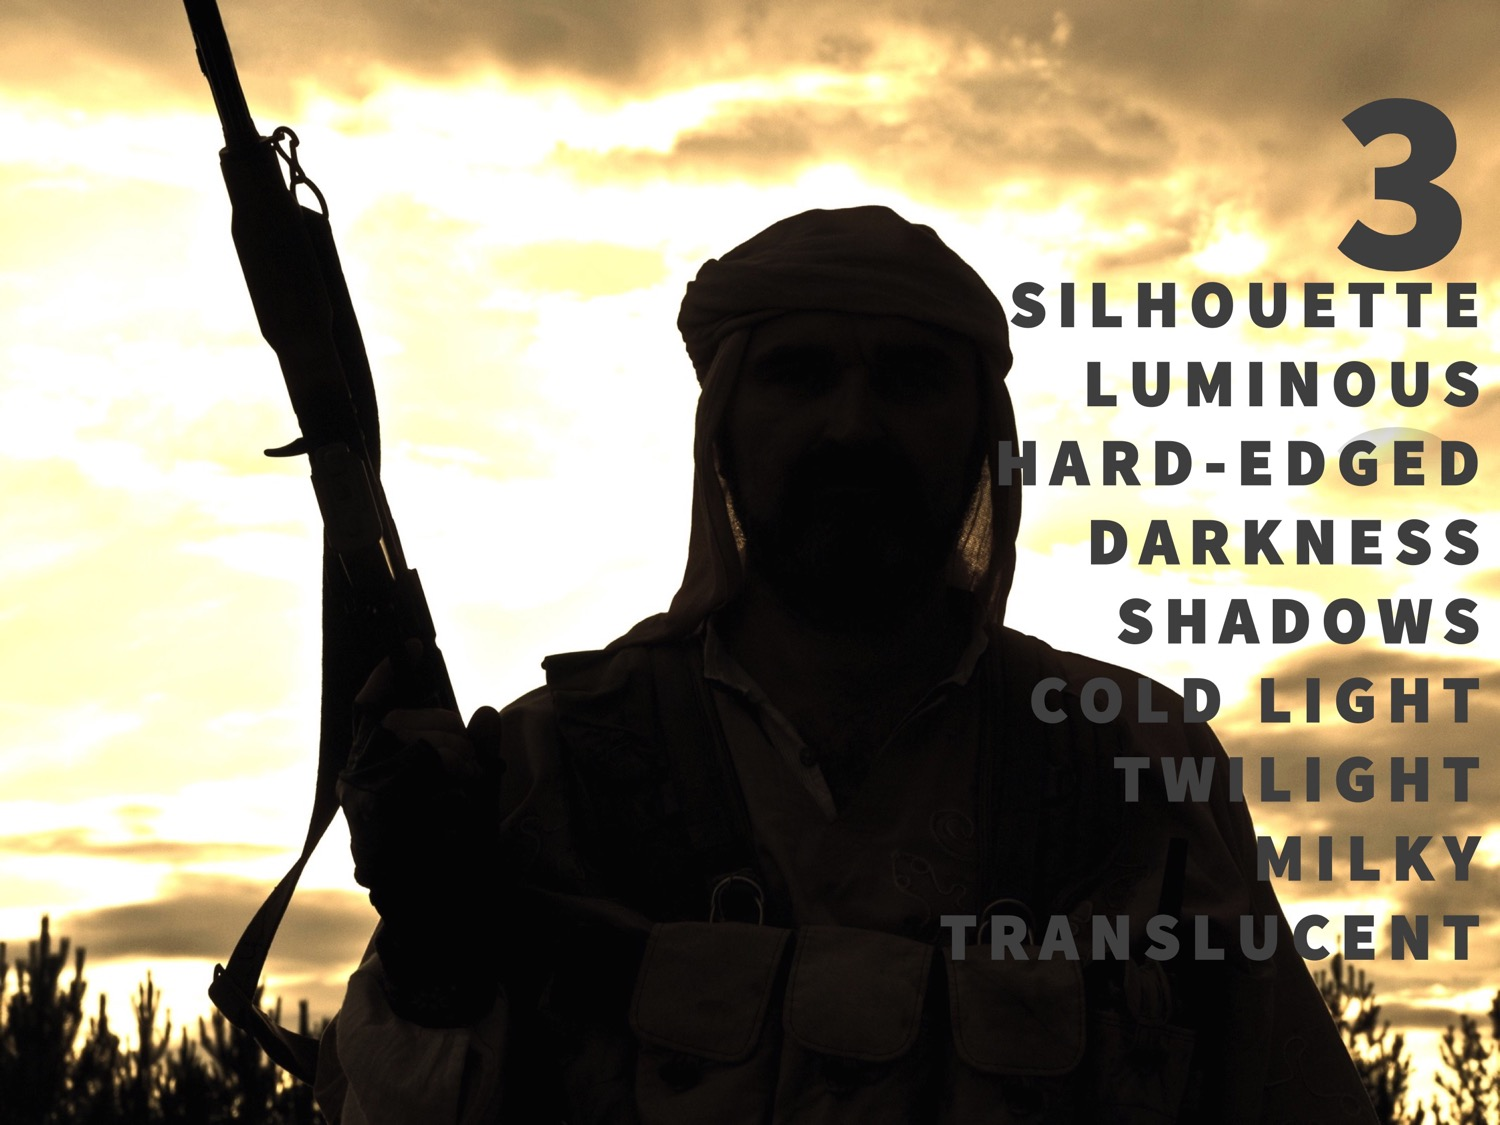 3
SILHOUETTE
LUMINOUS
HARD-EDGED
DARKNESS
SHADOWS
COLD LIGHT
TWILIGHT
MILKY
TRANSLUCENT